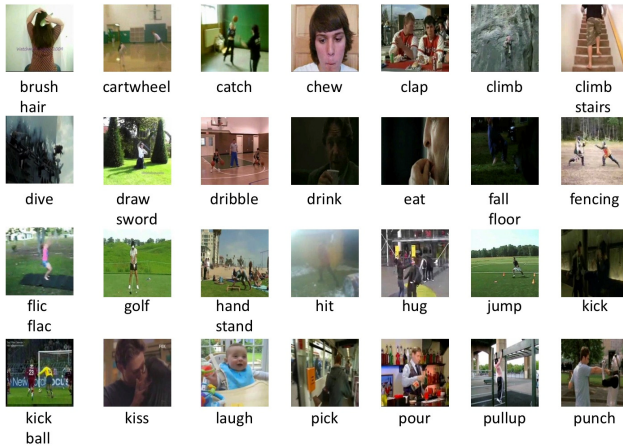 brush
hair
cartwheel
catch
chew
clap
climb
climb
stairs
dive
draw
sword
dribble
drink
eat
fall
floor
fencing
flic
flac
golf
hand
stand
hit
hug
jump
kick
kick
ball
kiss
laugh
pick
pour
pullup
punch